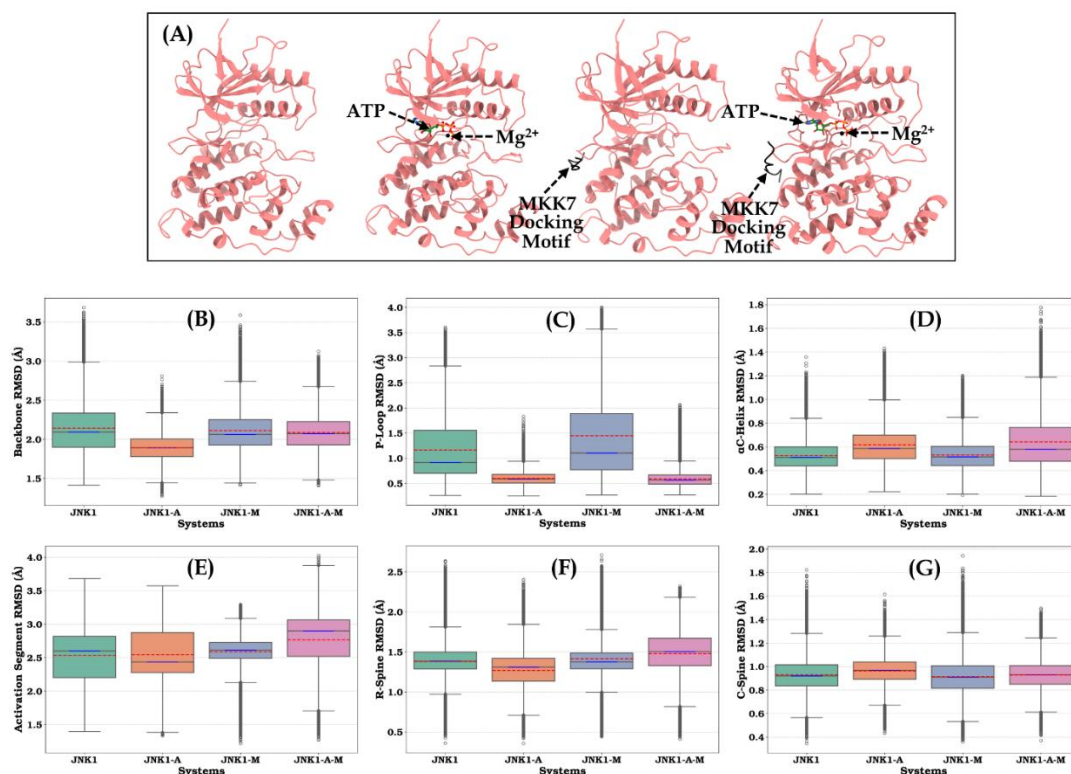 (A)
ATP
Mg2+
MKK7
Docking
Motif
ATP
Mg2+
MKK7
Docking
Motif
(B)
Backbone RMSD (Å)
3.5
3.0
2.5
2.0
1.5
JNK1 JNK1-A JNK1-M JNK1-A-M
Systems
(C)
P-Loop RMSD (Å)
4.0
3.5
3.0
2.5
2.0
1.5
1.0
0.5
JNK1 JNK1-A JNK1-M JNK1-A-M
Systems
(D)
αC-Helix RMSD (Å)
1.8
1.6
1.4
1.2
1.0
0.8
0.6
0.4
0.2
JNK1 JNK1-A JNK1-M JNK1-A-M
Systems
(E)
Activation Segment RMSD (Å)
4.0
3.5
3.0
2.5
2.0
1.5
JNK1 JNK1-A JNK1-M JNK1-A-M
Systems
(F)
R-Spine RMSD (Å)
2.5
2.0
1.5
1.0
0.5
JNK1 JNK1-A JNK1-M JNK1-A-M
Systems
(G)
C-Spine RMSD (Å)
2.0
1.8
1.6
1.4
1.2
1.0
0.8
0.6
0.4
JNK1 JNK1-A JNK1-M JNK1-A-M
Systems